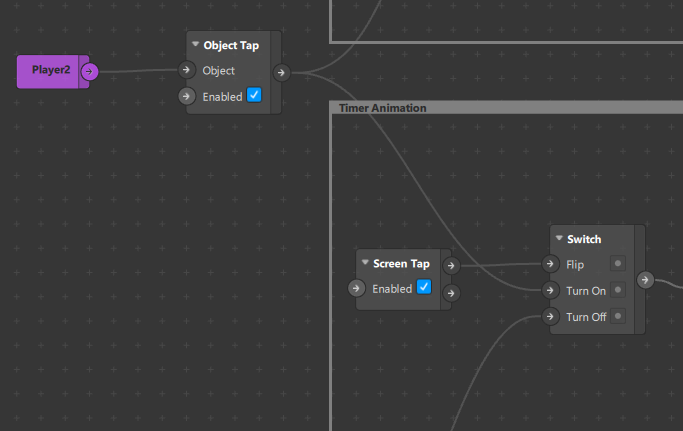 Player2
Object Tap
Object
Enabled
Timer Animation
Screen Tap
Enabled
Switch
Flip
Turn On
Turn Off